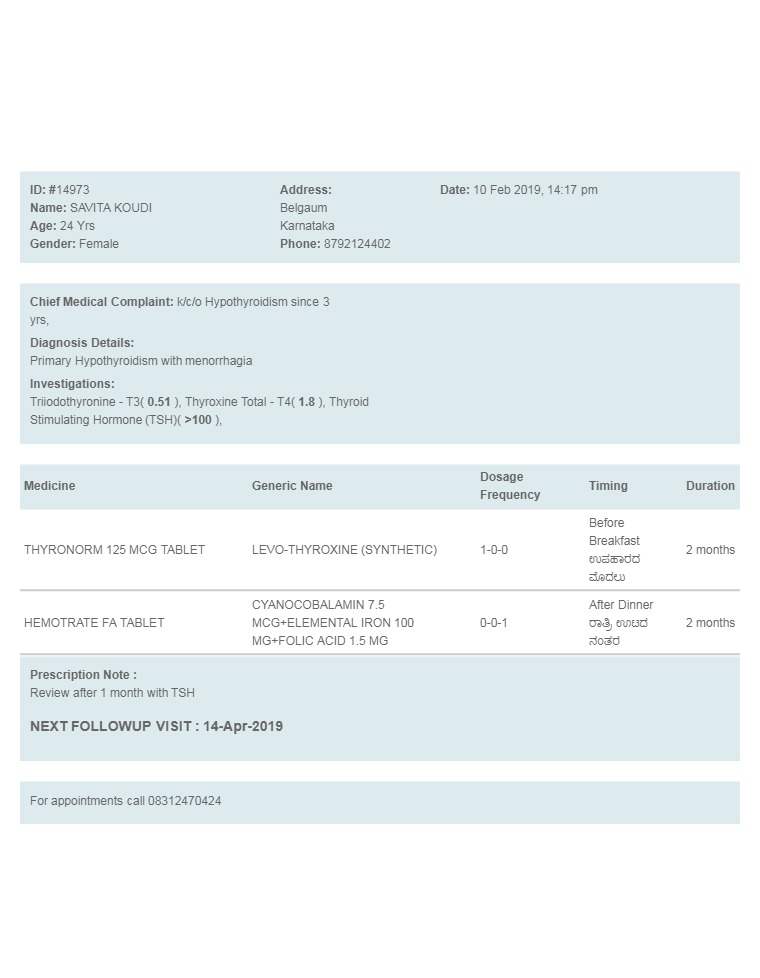 ID: #14973
Name: SAVITA KOUDI
Age: 24 Yrs
Gender: Female
Address:
Belgaum
Karnataka
Phone: 8792124402
Date: 10 Feb 2019, 14:17 pm
Chief Medical Complaint: k/c/o Hypothyroidism since 3
yrs,
Diagnosis Details:
Primary Hypothyroidism with menorrhagia
Investigations:
Triiodothyronine - T3( 0.51 ), Thyroxine Total - T4( 1.8 ), Thyroid
Stimulating Hormone (TSH)( >100 ),
Medicine Generic Name Dosage Frequency Timing Duration
THYRONORM 125 MCG TABLET LEVO-THYROXINE (SYNTHETIC) 1-0-0 Before Breakfast ಉಪಹಾರದ ಮೊದಲು 2 months
HEMOTRATE FA TABLET CYANOCOBALAMIN 7.5 MCG+ELEMENTAL IRON 100 MG+FOLIC ACID 1.5 MG 0-0-1 After Dinner ರಾತ್ರಿ ಊಟದ ನಂತರ 2 months
Prescription Note :
Review after 1 month with TSH
NEXT FOLLOWUP VISIT : 14-Apr-2019
For appointments call 08312470424